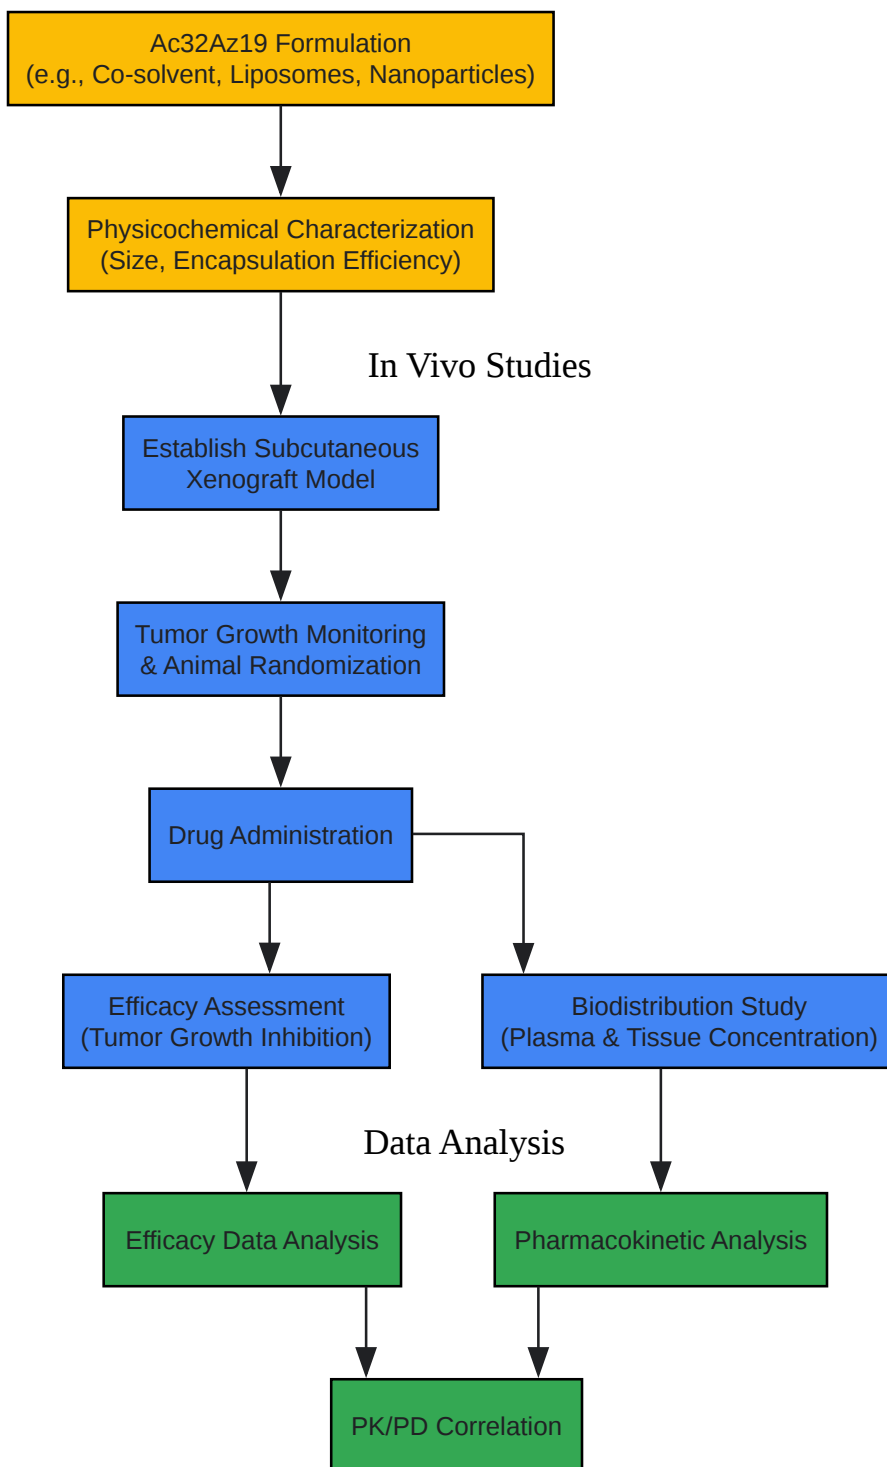 Ac32Az19 Formulation
(e.g., Co-solvent, Liposomes, Nanoparticles)
Physicochemical Characterization
(Size, Encapsulation Efficiency)
In Vivo Studies
Establish Subcutaneous
Xenograft Model
Tumor Growth Monitoring
& Animal Randomization
Drug Administration
Efficacy Assessment
(Tumor Growth Inhibition)
Biodistribution Study
(Plasma & Tissue Concentration)
Data Analysis
Efficacy Data Analysis
Pharmacokinetic Analysis
PK/PD Correlation